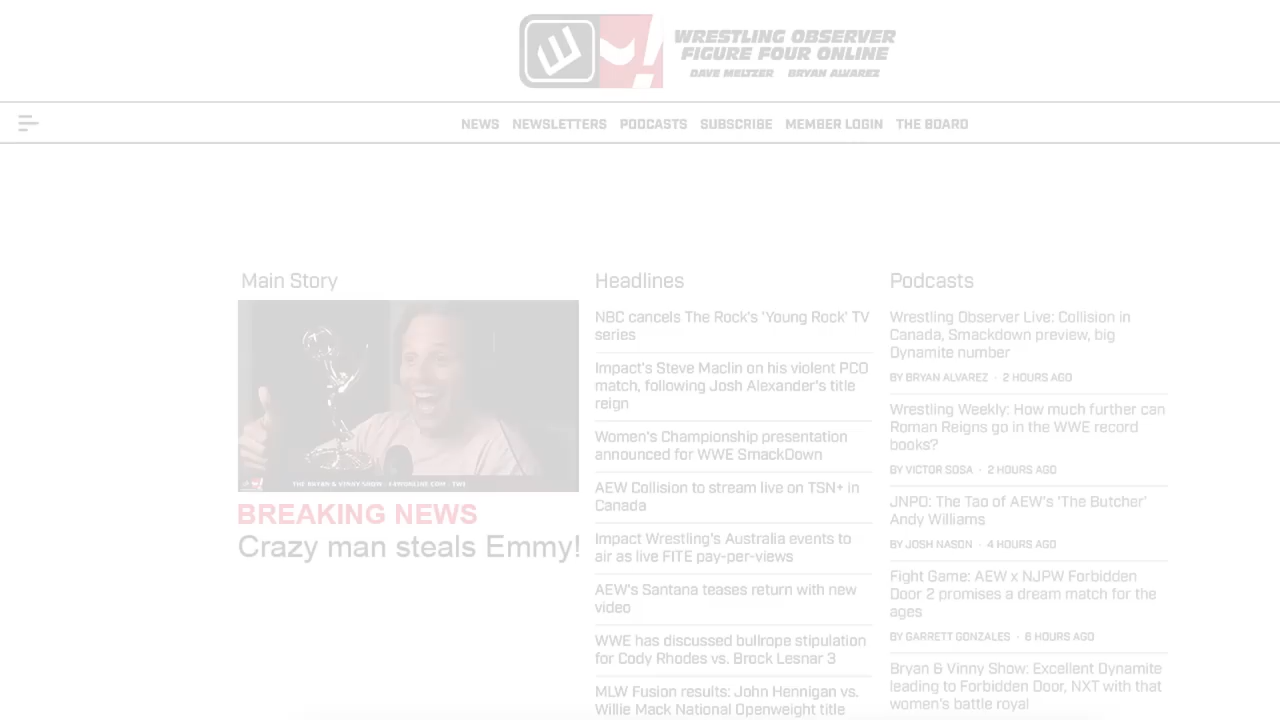 WRESTLING OBSERVER
FIGURE FOUR ONLINE
DAVE MELTZER BRYAN ALVAREZ
NEWS NEWSLETTERS PODCASTS SUBSCRIBE MEMBER LOGIN THE BOARD
Main Story
THE BRYAN & VINNY SHOW - F4WONLINE.COM - TWI
BREAKING NEWS
Crazy man steals Emmy!
Headlines
NBC cancels The Rock's 'Young Rock' TV
series
Impact's Steve Maclin on his violent PCO
match, following Josh Alexander's title
reign
Women's Championship presentation
announced for WWE SmackDown
AEW Collision to stream live on TSN+ in
Canada
Impact Wrestling's Australia events to
air as live FITE pay-per-views
AEW's Santana teases return with new
video
WWE has discussed bullrope stipulation
for Cody Rhodes vs. Brock Lesnar 3
MLW Fusion results: John Hennigan vs.
Willie Mack National Openweight title
Podcasts
Wrestling Observer Live: Collision in
Canada, Smackdown preview, big
Dynamite number
BY BRYAN ALVAREZ · 2 HOURS AGO
Wrestling Weekly: How much further can
Roman Reigns go in the WWE record
books?
BY VICTOR SOSA · 2 HOURS AGO
JNPO: The Tao of AEW's 'The Butcher'
Andy Williams
BY JOSH NASON · 4 HOURS AGO
Fight Game: AEW x NJPW Forbidden
Door 2 promises a dream match for the
ages
BY GARRETT GONZALES · 6 HOURS AGO
Bryan & Vinny Show: Excellent Dynamite
leading to Forbidden Door, NXT with that
women's battle royal